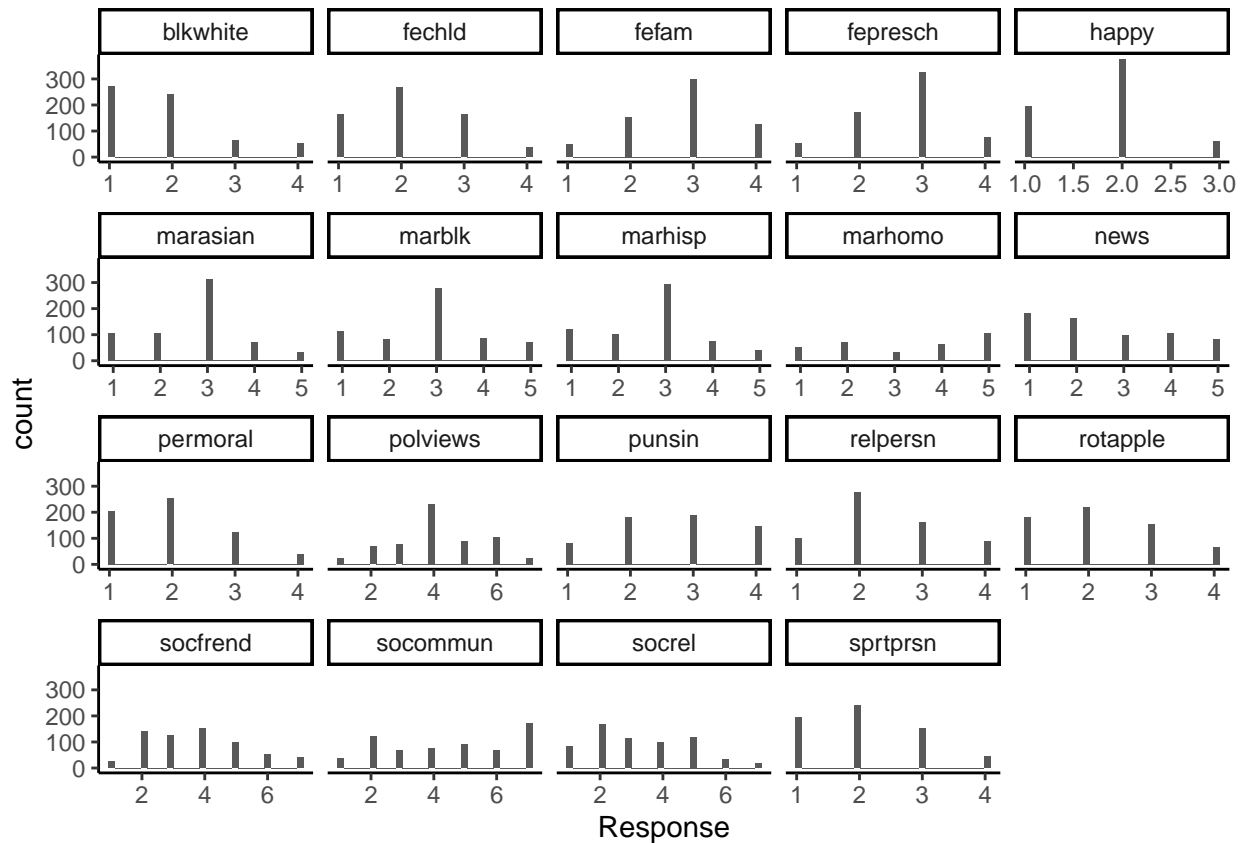 blkwhite fechld fefam fepresch happy
300
200
100
0
1 2 3 4 1 2 3 4 1 2 3 4 1 2 3 4 1.0 1.5 2.0 2.5 3.0
marasian marblk marhisp marhomo news
300
200
100
0
1 2 3 4 5 1 2 3 4 5 1 2 3 4 5 1 2 3 4 5 1 2 3 4 5
count
permoral polviews punsin relpersn rotapple
300
200
100
0
1 2 3 4 2 4 6 1 2 3 4 1 2 3 4 1 2 3 4
socfrend socommun socrel sprtprsn
300
200
100
0
2 4 6 2 4 6 2 4 6 1 2 3 4
Response